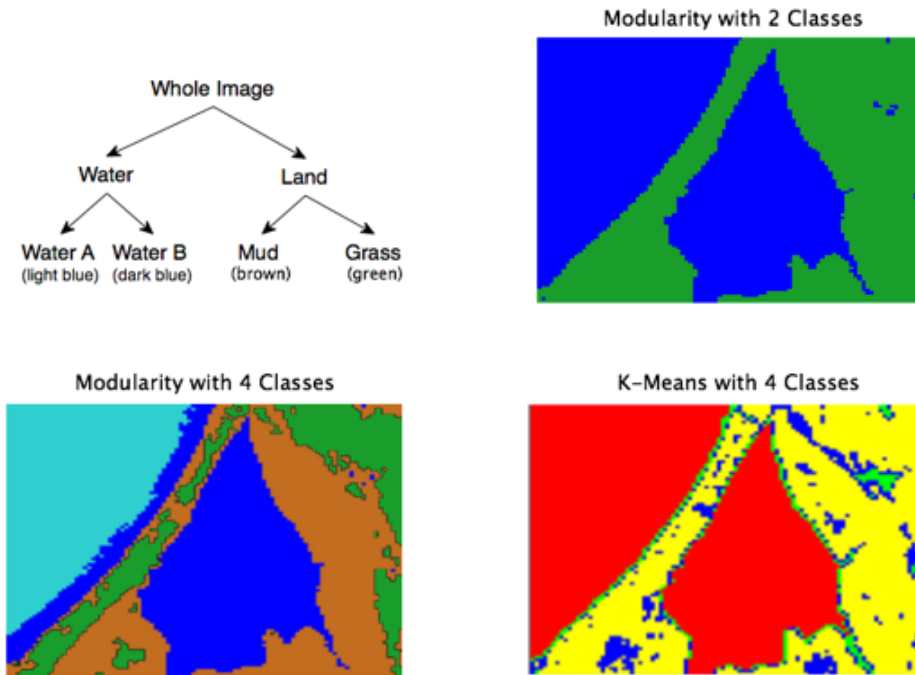 Modularity with 2 Classes
Whole Image
Water
Land
Water A
(light blue)
Water B
(dark blue)
Mud
(brown)
Grass
(green)
Modularity with 4 Classes
K-Means with 4 Classes